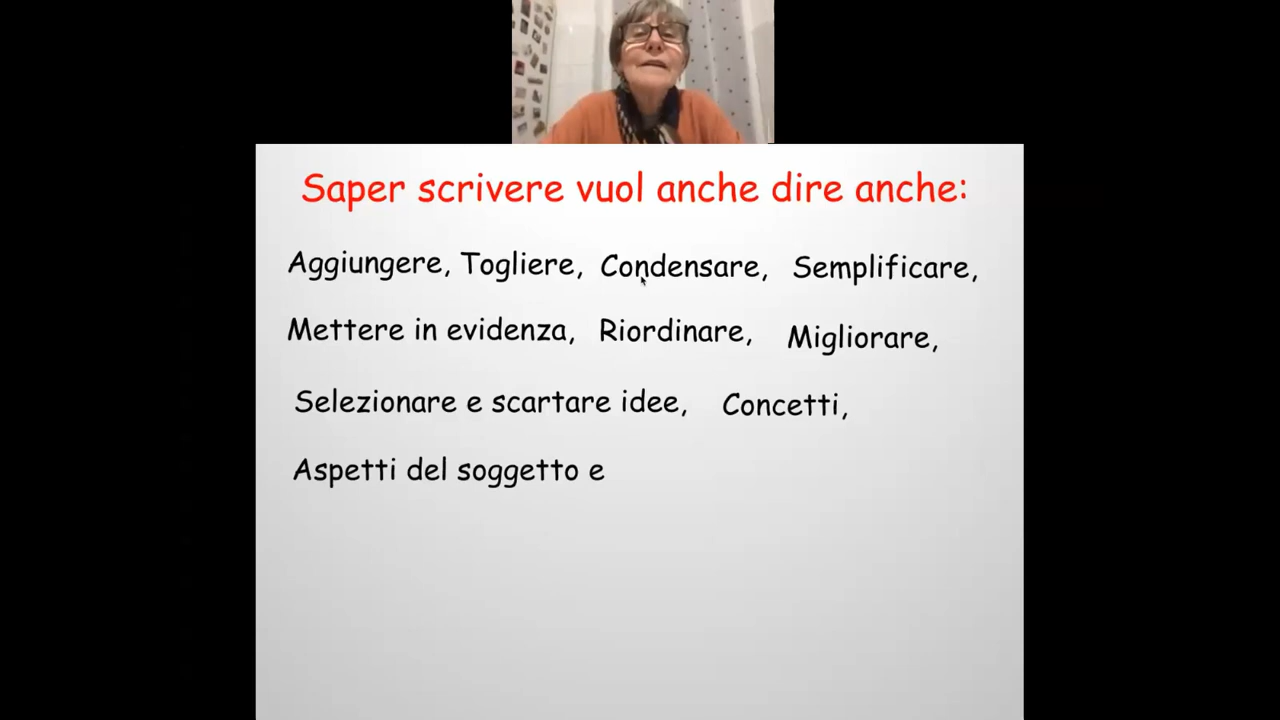 Saper scrivere vuol anche dire anche:
Aggiungere, Togliere, Condensare, Semplificare,
Mettere in evidenza, Riordinare, Migliorare,
Selezionare e scartare idee, Concetti,
Aspetti del soggetto e